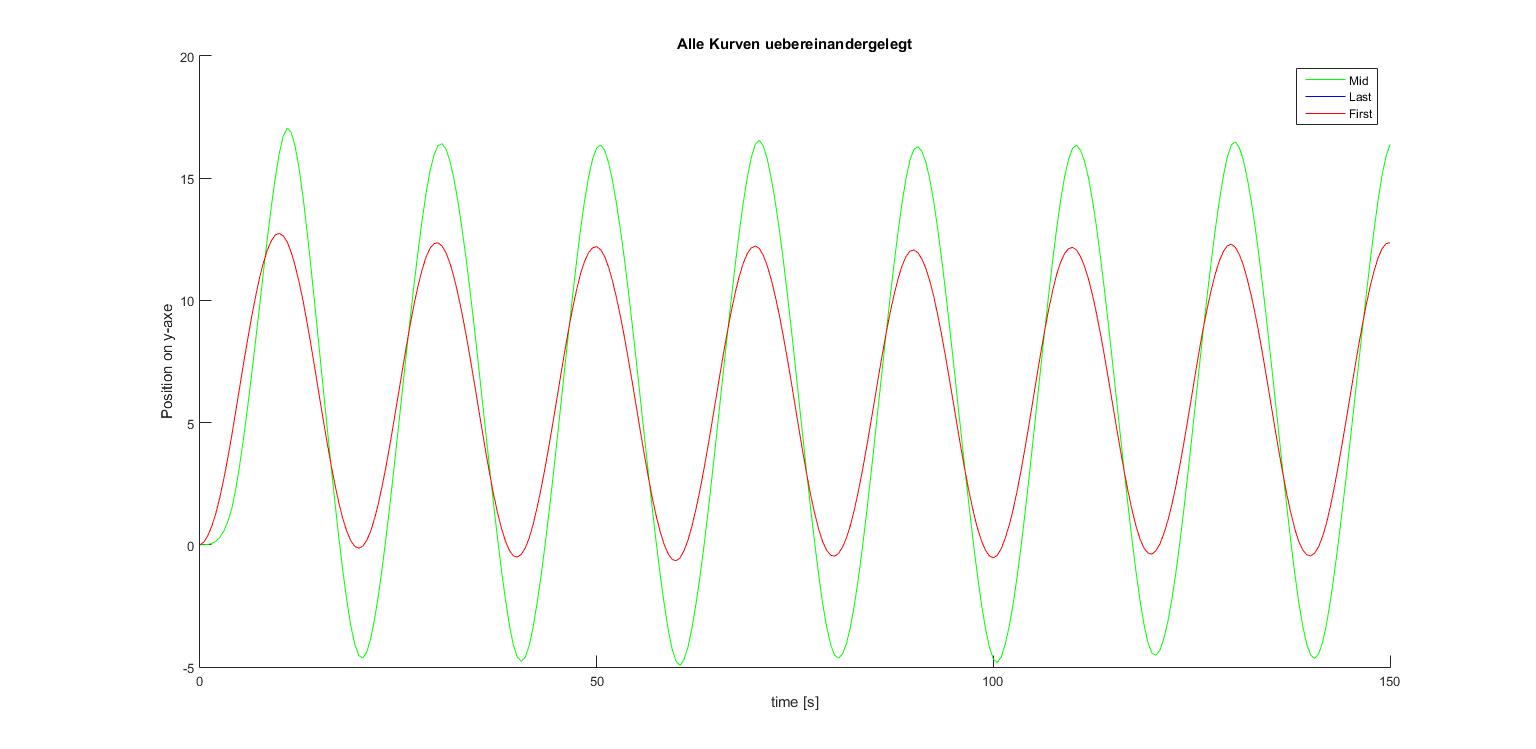 Alle Kurven uebereinandergelegt
Mid
Last
First
20
15
10
5
0
-5
Position on y-axe
0
50
100
150
time [s]